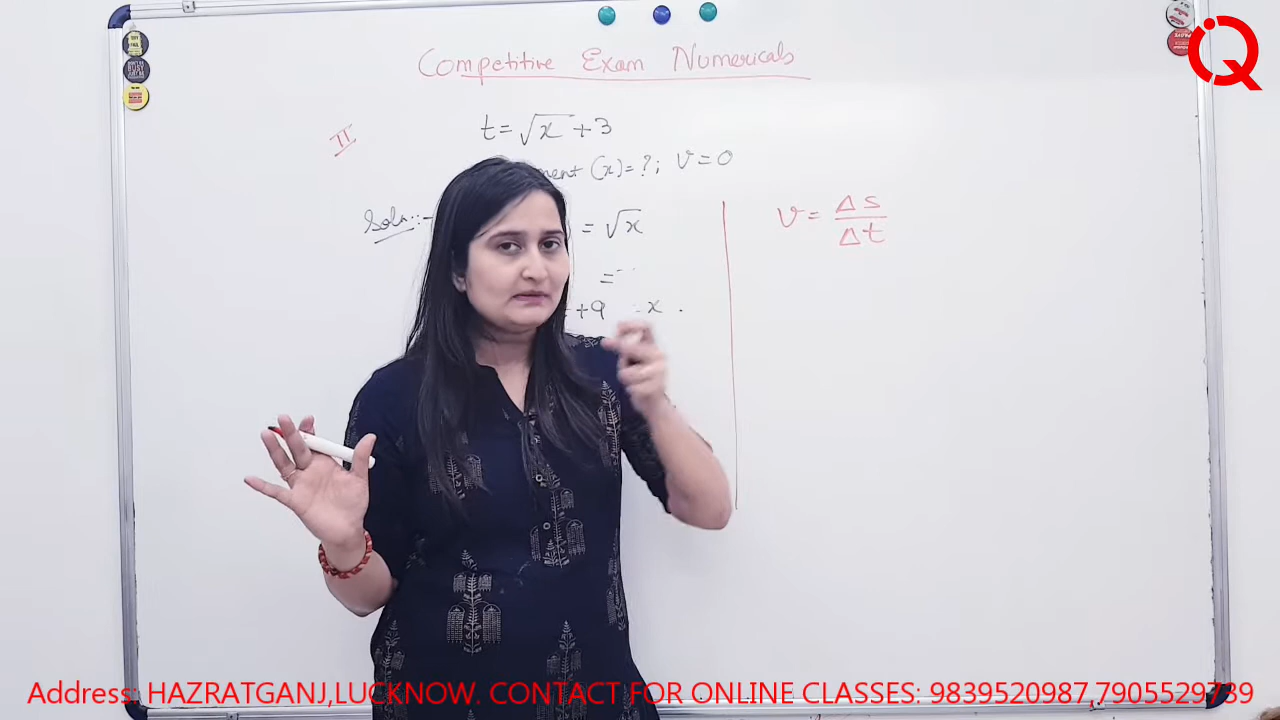 Competitive Exam Numericals
II
t = √x + 3
(x) = ? ; v = 0
Soln:-
= √x
=
+9 = x .
v = Δs/Δt
Address: HAZRATGANJ,LUCKNOW. CONTACT FOR ONLINE CLASSES: 9839520987,7905529739